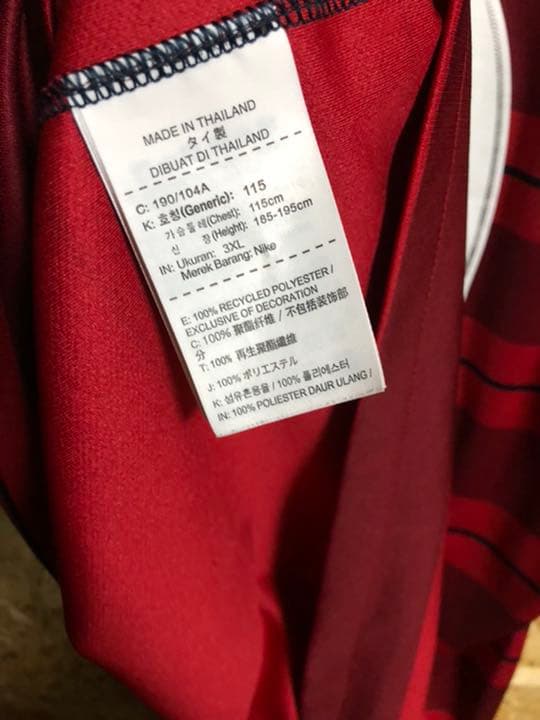 MADE IN THAILAND
タイ製
DIBUAT DI THAILAND
C: 190/104A
K: 호칭(Generic): 115
가슴둘레(Chest): 115cm
신 장(Height): 185-195cm
IN: Ukuran: 3XL
Merek Barang: Nike
E: 100% RECYCLED POLYESTER /
EXCLUSIVE OF DECORATION
C: 100% 聚酯纤维 / 不包括装饰部
分
T: 100% 再生聚酯纖維
J: 100% ポリエステル
K: 섬유혼용율 / 100% 폴리에스터
IN: 100% POLIESTER DAUR ULANG /